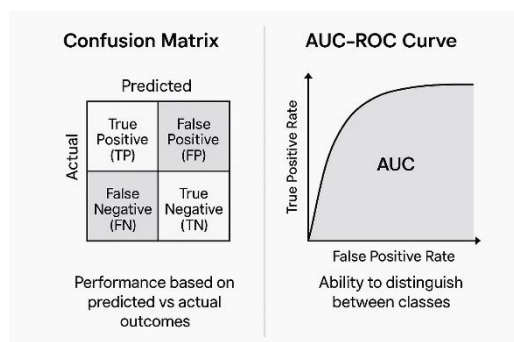 Confusion Matrix
Predicted
Actual
True
Positive
(TP)
False
Positive
(FP)
False
Negative
(FN)
True
Negative
(TN)
Performance based on
predicted vs actual
outcomes
AUC-ROC Curve
True Positive Rate
AUC
False Positive Rate
Ability to distinguish
between classes